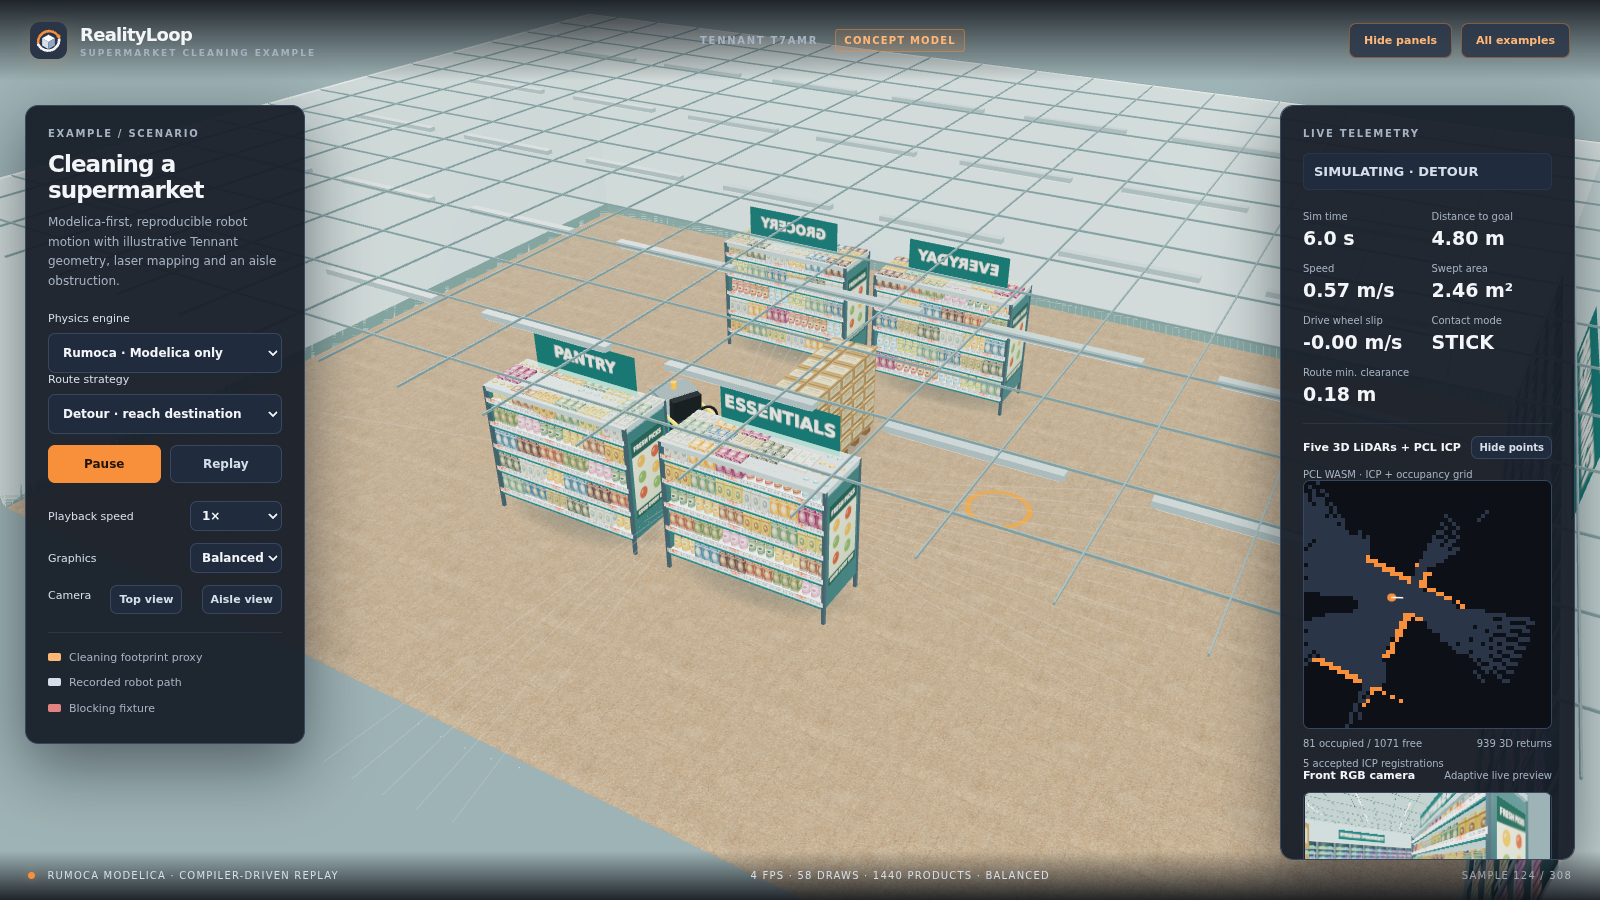 RealityLoop
SUPERMARKET CLEANING EXAMPLE
TENNANT T7AMR
CONCEPT MODEL
Hide panels
All examples
EXAMPLE / SCENARIO
Cleaning a
supermarket
Modelica-first, reproducible robot
motion with illustrative Tennant
geometry, laser mapping and an aisle
obstruction.
Physics engine
Rumoca · Modelica only
Route strategy
Detour · reach destination
Pause
Replay
Playback speed
1×
Graphics
Balanced
Camera
Top view
Aisle view
Cleaning footprint proxy
Recorded robot path
Blocking fixture
GROCERY
EVERYDAY
PANTRY
ESSENTIALS
FRESH PICKS
LIVE TELEMETRY
SIMULATING · DETOUR
Sim time
Distance to goal
6.0 s
4.80 m
Speed
Swept area
0.57 m/s
2.46 m²
Drive wheel slip
Contact mode
-0.00 m/s
STICK
Route min. clearance
0.18 m
Five 3D LiDARs + PCL ICP
Hide points
PCL WASM · ICP + occupancy grid
81 occupied / 1071 free
939 3D returns
5 accepted ICP registrations
Front RGB camera
Adaptive live preview
FRESH PICKS
RUMOCA MODELICA · COMPILER-DRIVEN REPLAY
4 FPS · 58 DRAWS · 1440 PRODUCTS · BALANCED
SAMPLE 124 / 308